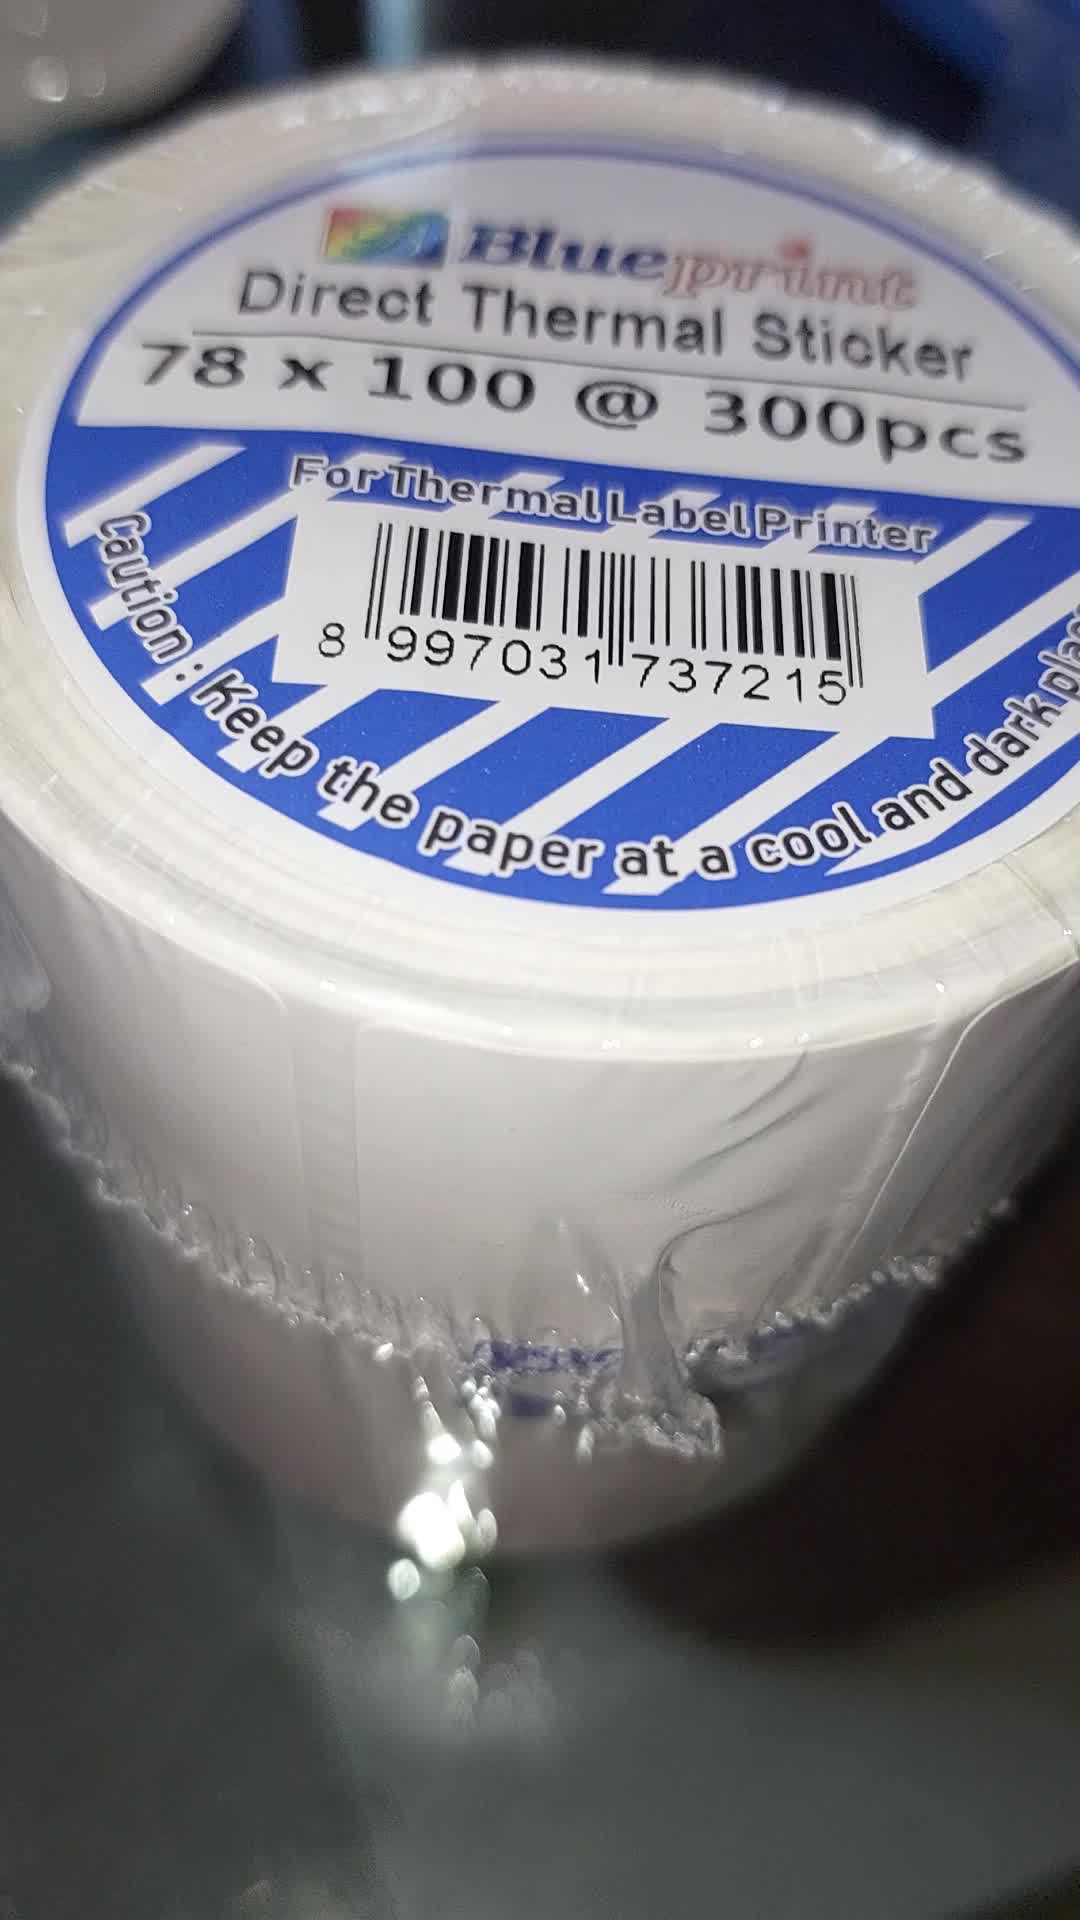 Blueprint
Direct Thermal Sticker
78 x 100 @ 300pcs
For Thermal Label Printer
8 997031 737215
Caution : Keep the paper at a cool and dark